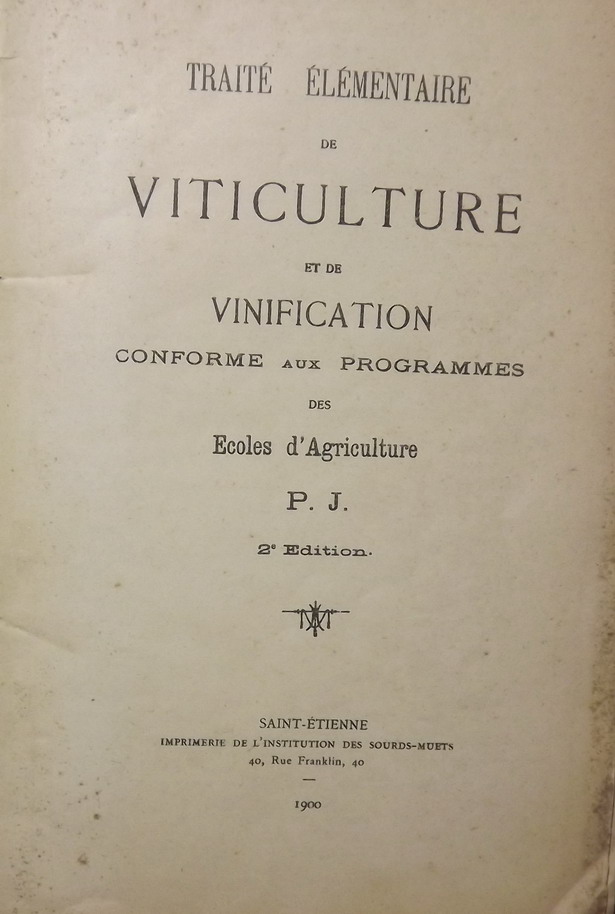 TRAITÉ ÉLÉMENTAIRE
DE
VITICULTURE
ET DE
VINIFICATION
CONFORME AUX PROGRAMMES
DES
Ecoles d'Agriculture
P. J.
2e Edition.
SAINT-ÉTIENNE
IMPRIMERIE DE L'INSTITUTION DES SOURDS-MUETS
40, Rue Franklin, 40
1900